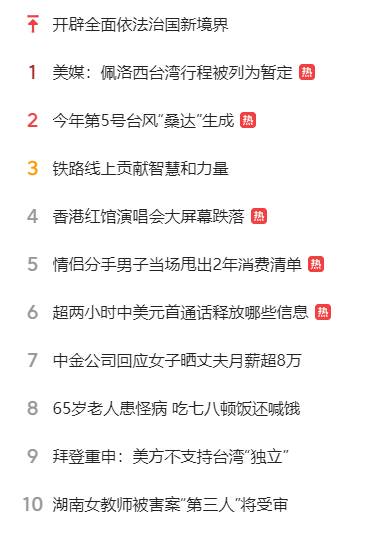 开辟全面依法治国新境界
1 美媒：佩洛西台湾行程被列为暂定 热
2 今年第5号台风“桑达”生成 热
3 铁路线上贡献智慧和力量
4 香港红馆演唱会大屏幕跌落 热
5 情侣分手男子当场甩出2年消费清单 热
6 超两小时中美元首通话释放哪些信息 热
7 中金公司回应女子晒丈夫月薪超8万
8 65岁老人患怪病 吃七八顿饭还喊饿
9 拜登重申：美方不支持台湾“独立”
10 湖南女教师被害案“第三人”将受审